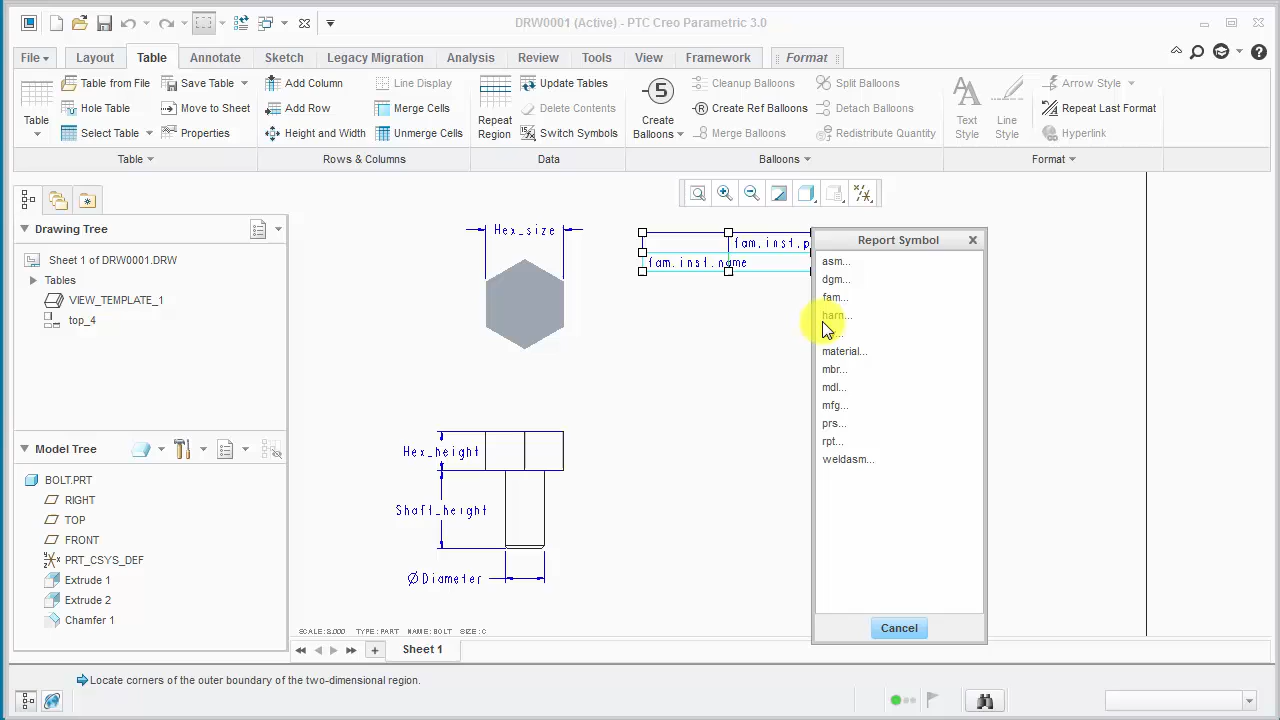 DRW0001 (Active) - PTC Creo Parametric 3.0
File Layout Table Annotate Sketch Legacy Migration Analysis Review Tools View Framework Format
Table
Table from File
Hole Table
Select Table
Save Table
Move to Sheet
Properties
Add Column
Add Row
Height and Width
Line Display
Merge Cells
Unmerge Cells
Repeat
Region
Update Tables
Delete Contents
Switch Symbols
Create
Balloons
Cleanup Balloons
Create Ref Balloons
Merge Balloons
Split Balloons
Detach Balloons
Redistribute Quantity
Text
Style
Line
Style
Arrow Style
Repeat Last Format
Hyperlink
Table Rows & Columns Data Balloons Format
Drawing Tree
Sheet 1 of DRW0001.DRW
Tables
VIEW_TEMPLATE_1
top_4
Model Tree
BOLT.PRT
RIGHT
TOP
FRONT
PRT_CSYS_DEF
Extrude 1
Extrude 2
Chamfer 1
Hex_size
fam.inst.p
fam.inst.name
Hex_height
Shaft_height
ØDiameter
SCALE:2.000 TYPE:PART NAME:BOLT SIZE:C
Report Symbol
asm...
dgm...
fam...
harn...
material...
mbr...
mdl...
mfg...
prs...
rpt...
weldasm...
Cancel
Sheet 1
Locate corners of the outer boundary of the two-dimensional region.